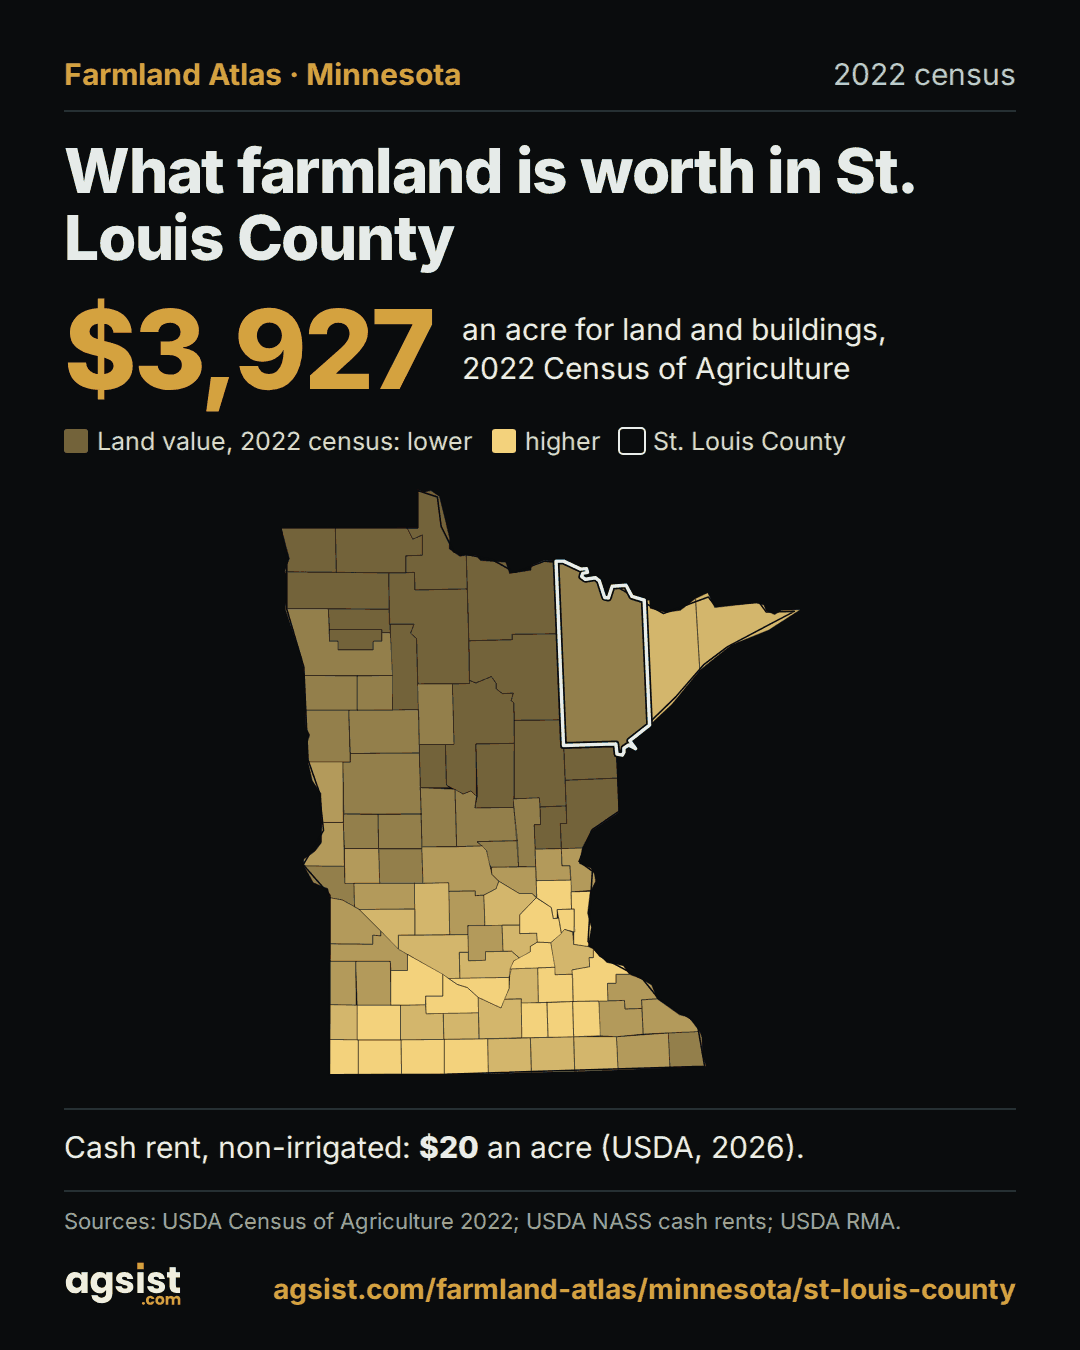 Farmland Atlas · Minnesota
2022 census
What farmland is worth in St.
Louis County
$3,927
an acre for land and buildings,
2022 Census of Agriculture
Land value, 2022 census: lower
higher
St. Louis County
Cash rent, non-irrigated: $20 an acre (USDA, 2026).
Sources: USDA Census of Agriculture 2022; USDA NASS cash rents; USDA RMA.
agsist
.com
agsist.com/farmland-atlas/minnesota/st-louis-county